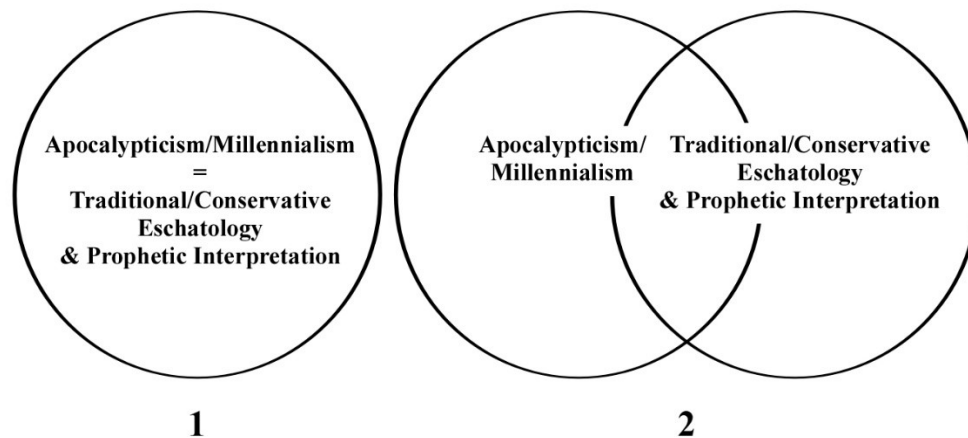 Apocalypticism/Millennialism
=
Traditional/Conservative
Eschatology
& Prophetic Interpretation
1
Apocalypticism/
Millennialism
Traditional/Conservative
Eschatology
& Prophetic Interpretation
2